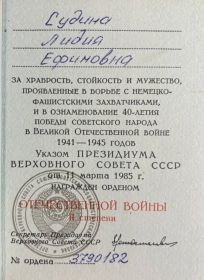 Судина
Лидия
Ефимовна
ЗА ХРАБРОСТЬ, СТОЙКОСТЬ И МУЖЕСТВО,
ПРОЯВЛЕННЫЕ В БОРЬБЕ С НЕМЕЦКО-
ФАШИСТСКИМИ ЗАХВАТЧИКАМИ,
И В ОЗНАМЕНОВАНИЕ 40-ЛЕТИЯ
ПОБЕДЫ СОВЕТСКОГО НАРОДА
В ВЕЛИКОЙ ОТЕЧЕСТВЕННОЙ ВОЙНЕ
1941—1945 ГОДОВ
УКАЗОМ ПРЕЗИДИУМА
ВЕРХОВНОГО СОВЕТА СССР
от 11 марта 1985 г.
НАГРАЖДЕН ОРДЕНОМ
ОТЕЧЕСТВЕННОЙ ВОЙНЫ
II степени
Секретарь Президиума
Верховного Совета СССР
№ ордена 3790182